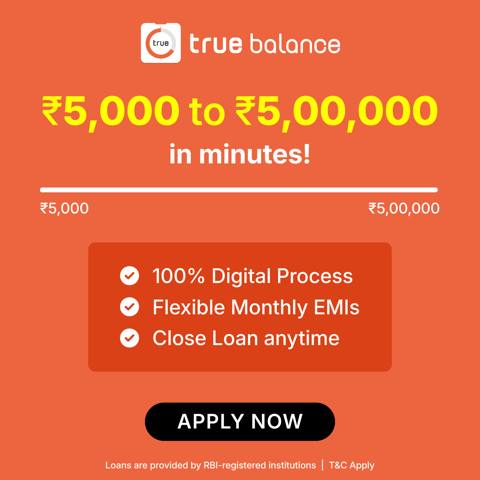 true true balance
₹5,000 to ₹5,00,000
in minutes!
₹5,000 ₹5,00,000
100% Digital Process
Flexible Monthly EMIs
Close Loan anytime
APPLY NOW
Loans are provided by RBI-registered institutions | T&C Apply